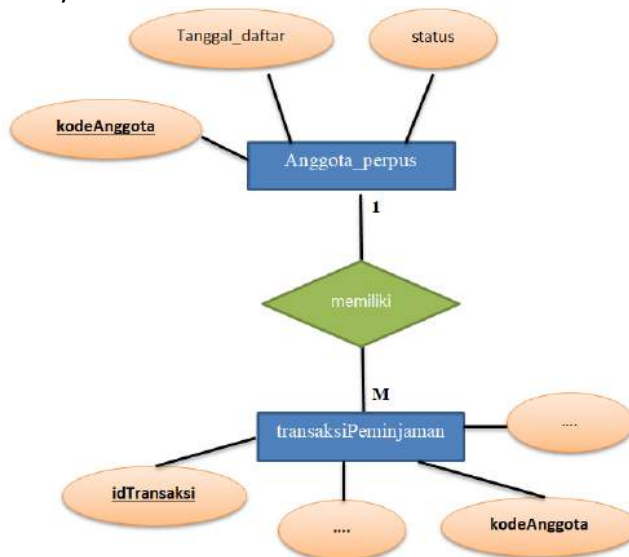 Tanggal_daftar
status
kodeAnggota
Anggota_perpus
1
memiliki
M
transaksiPeminjaman
....
idTransaksi
....
kodeAnggota